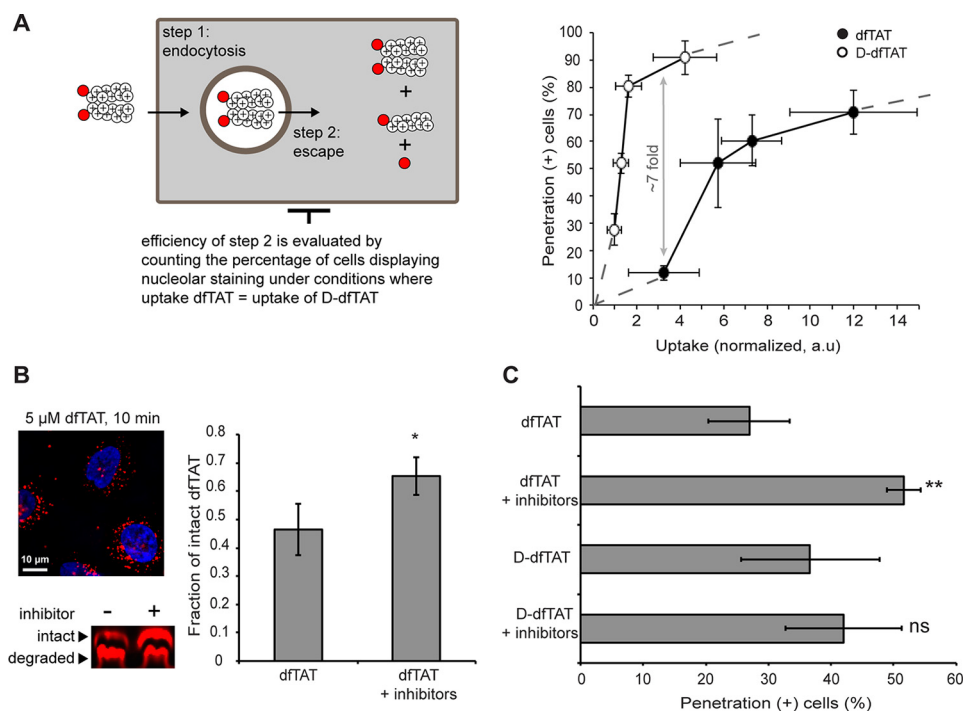 A
step 1:
endocytosis
step 2:
escape
+
+
efficiency of step 2 is evaluated by
counting the percentage of cells displaying
nucleolar staining under conditions where
uptake dfTAT = uptake of D-dfTAT
Penetration (+) cells (%)
100
90
80
70
60
50
40
30
20
10
0
0 2 4 6 8 10 12 14
Uptake (normalized, a.u)
dfTAT
D-dfTAT
~7 fold
B
5 µM dfTAT, 10 min
10 µm
inhibitor - +
intact
degraded
Fraction of intact dfTAT
0.8
0.7
0.6
0.5
0.4
0.3
0.2
0.1
0
*
dfTAT
dfTAT
+ inhibitors
C
dfTAT
dfTAT
+ inhibitors
**
D-dfTAT
D-dfTAT
+ inhibitors
ns
0 10 20 30 40 50 60
Penetration (+) cells (%)